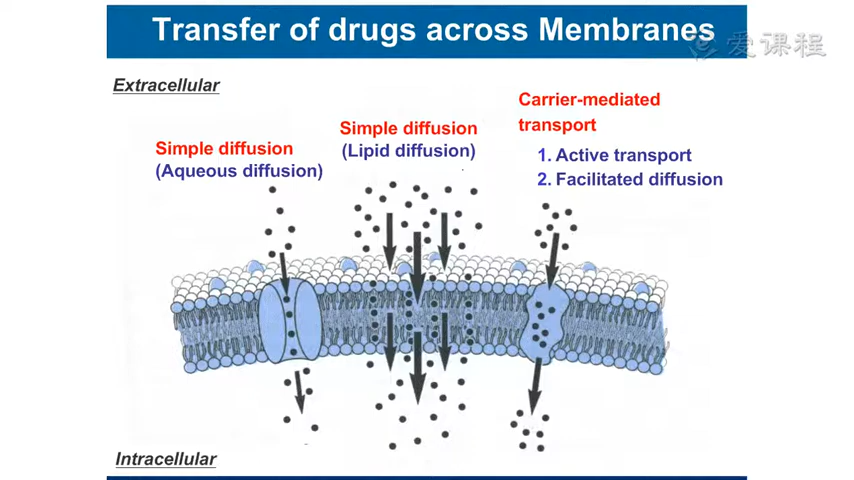 Transfer of drugs across Membranes
爱课程
Extracellular
Simple diffusion
(Aqueous diffusion)
Simple diffusion
(Lipid diffusion)
Carrier-mediated
transport
1. Active transport
2. Facilitated diffusion
Intracellular